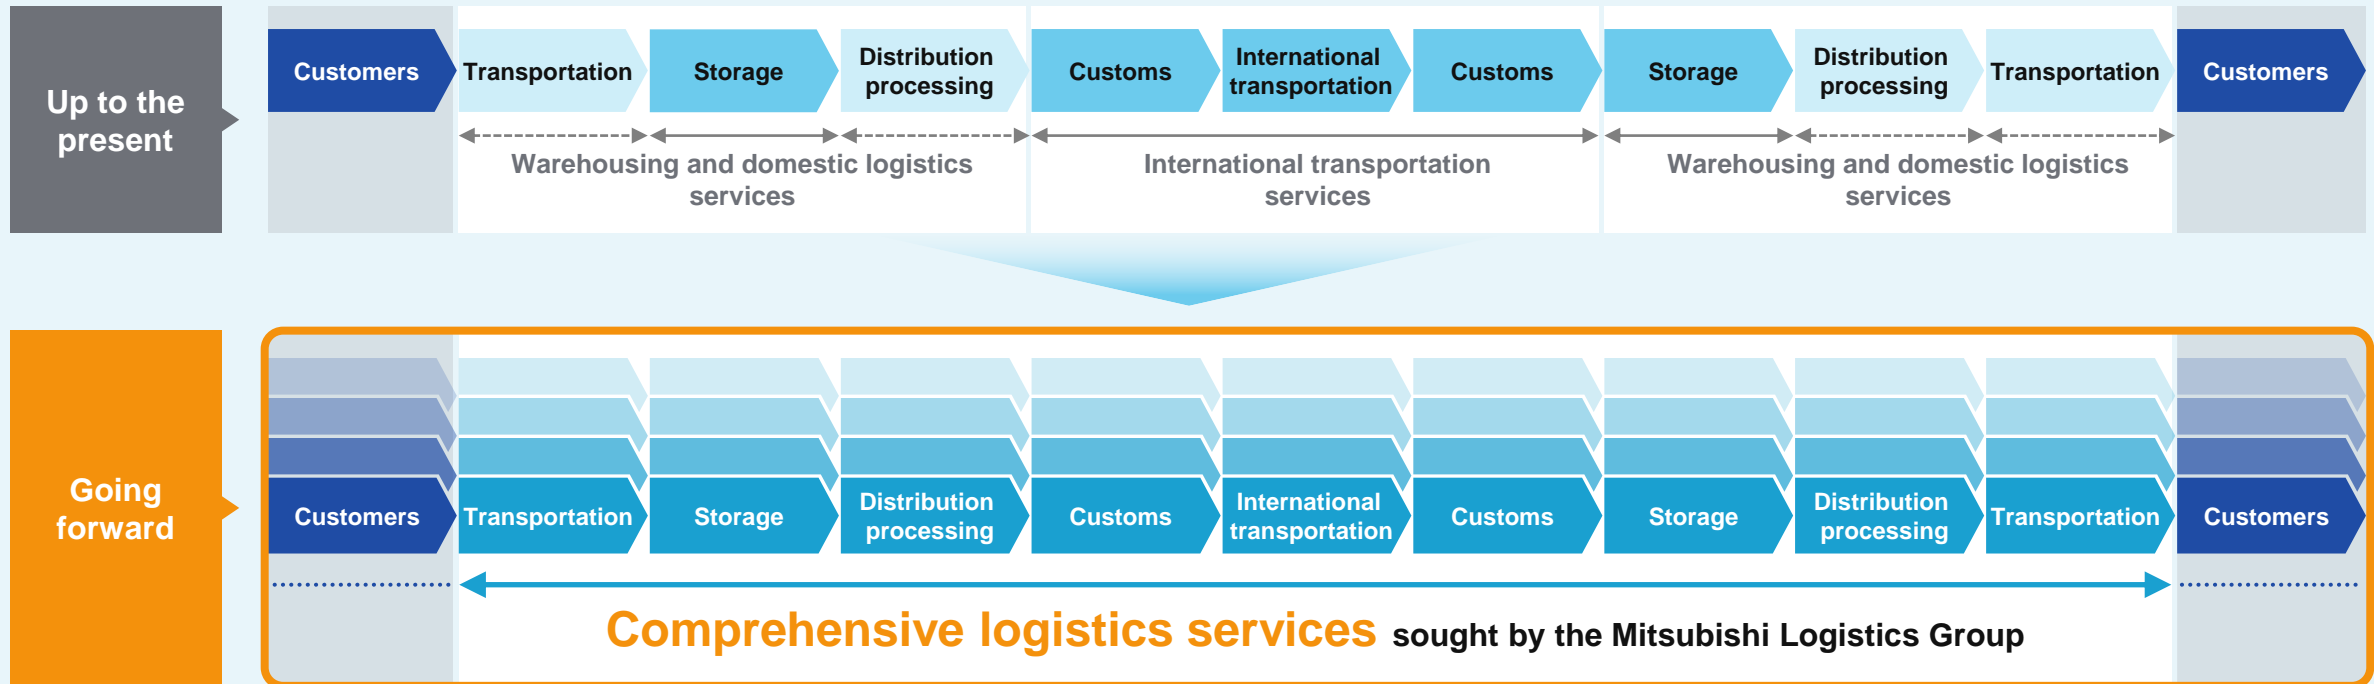 Up to the
present
Customers
Transportation
Storage
Distribution
processing
Customs
International
transportation
Customs
Storage
Distribution
processing
Transportation
Customers
Warehousing and domestic logistics
services
International transportation
services
Warehousing and domestic logistics
services
Going
forward
Customers
Transportation
Storage
Distribution
processing
Customs
International
transportation
Customs
Storage
Distribution
processing
Transportation
Customers
Comprehensive logistics services sought by the Mitsubishi Logistics Group